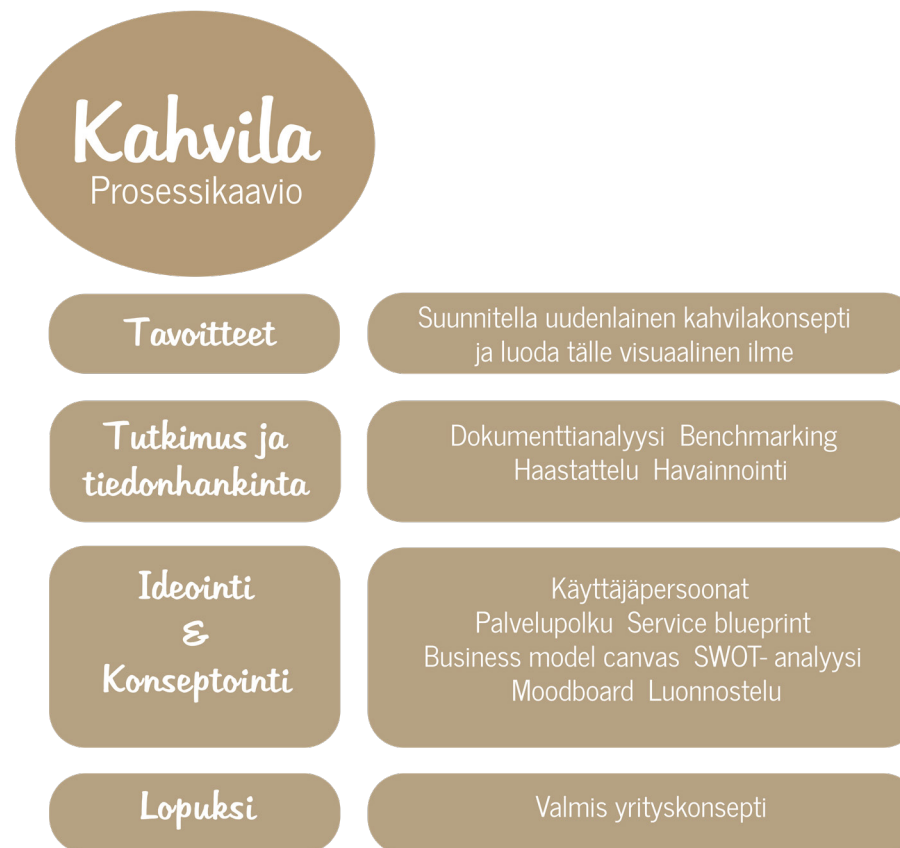 Kahvila
Prosessikaavio
Tavoitteet
Suunnitella uudenlainen kahvilakonsepti
ja luoda tälle visuaalinen ilme
Tutkimus ja
tiedonhankinta
Dokumenttianalyysi Benchmarking
Haastattelu Havainnointi
Ideointi
&
Konseptointi
Käyttäjäpersoonat
Palvelupolku Service blueprint
Business model canvas SWOT- analyysi
Moodboard Luonnostelu
Lopuksi
Valmis yrityskonsepti